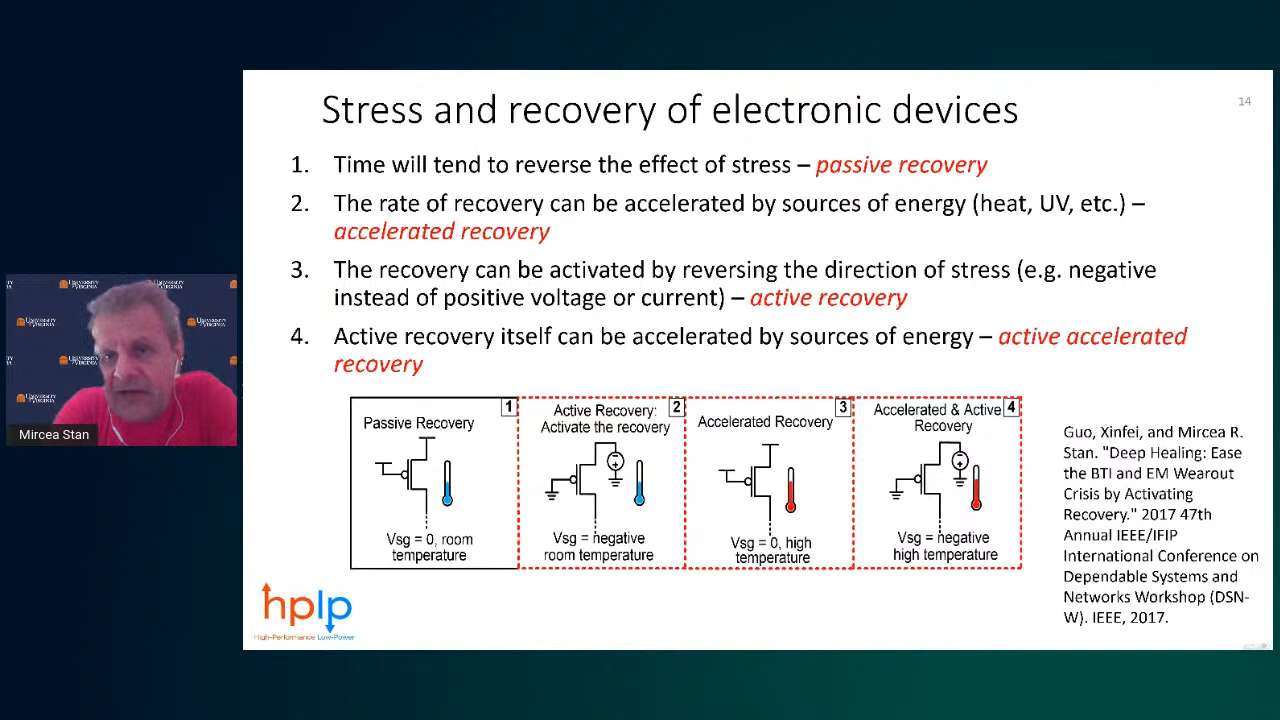 Stress and recovery of electronic devices
14
1. Time will tend to reverse the effect of stress – passive recovery
2. The rate of recovery can be accelerated by sources of energy (heat, UV, etc.) –
accelerated recovery
3. The recovery can be activated by reversing the direction of stress (e.g. negative
instead of positive voltage or current) – active recovery
4. Active recovery itself can be accelerated by sources of energy – active accelerated
recovery
Passive Recovery
1
Vsg = 0, room
temperature
Active Recovery:
Activate the recovery
2
Vsg = negative
room temperature
Accelerated Recovery
3
Vsg = 0, high
temperature
Accelerated & Active
Recovery
4
Vsg = negative
high temperature
Guo, Xinfei, and Mircea R.
Stan. "Deep Healing: Ease
the BTI and EM Wearout
Crisis by Activating
Recovery." 2017 47th
Annual IEEE/IFIP
International Conference on
Dependable Systems and
Networks Workshop (DSN-
W). IEEE, 2017.
hplp
High-Performance Low-Power
UNIVERSITY
of VIRGINIA
Mircea Stan